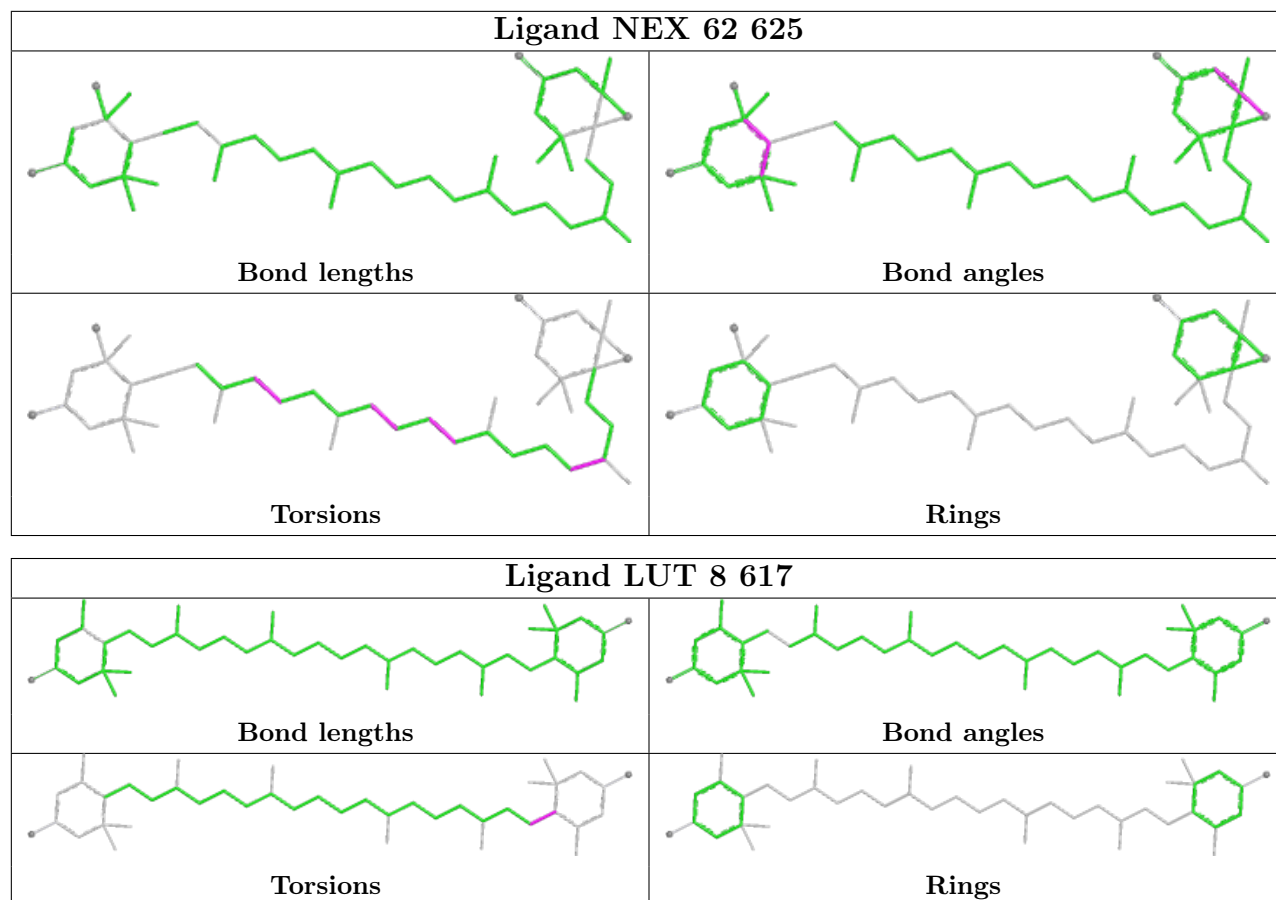 Ligand NEX 62 625
Bond lengths
Bond angles
Torsions
Rings
Ligand LUT 8 617
Bond lengths
Bond angles
Torsions
Rings